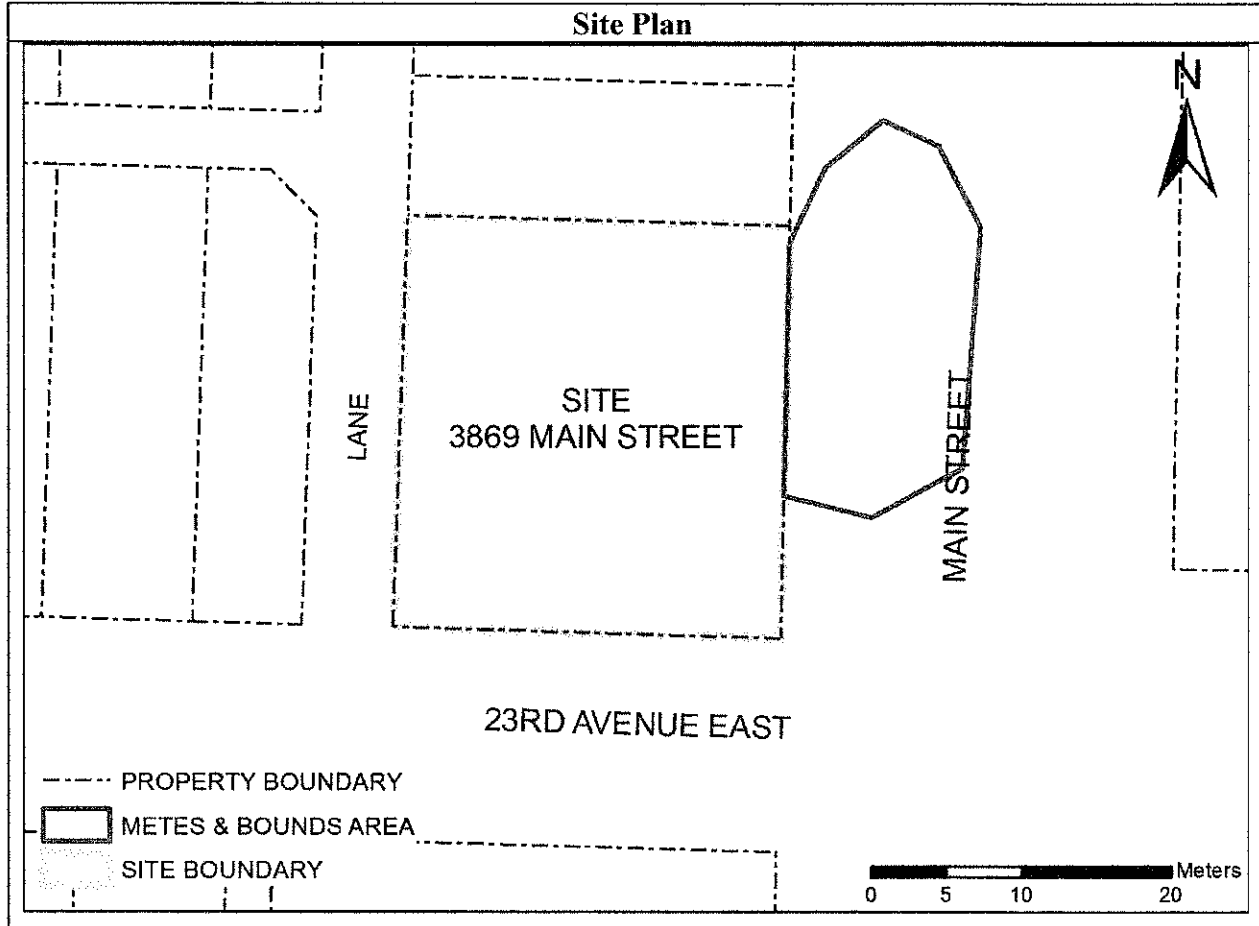 Site Plan
N
SITE
3869 MAIN STREET
LANE
MAIN STREET
23RD AVENUE EAST
PROPERTY BOUNDARY
METES & BOUNDS AREA
SITE BOUNDARY
Meters
0 5 10 20